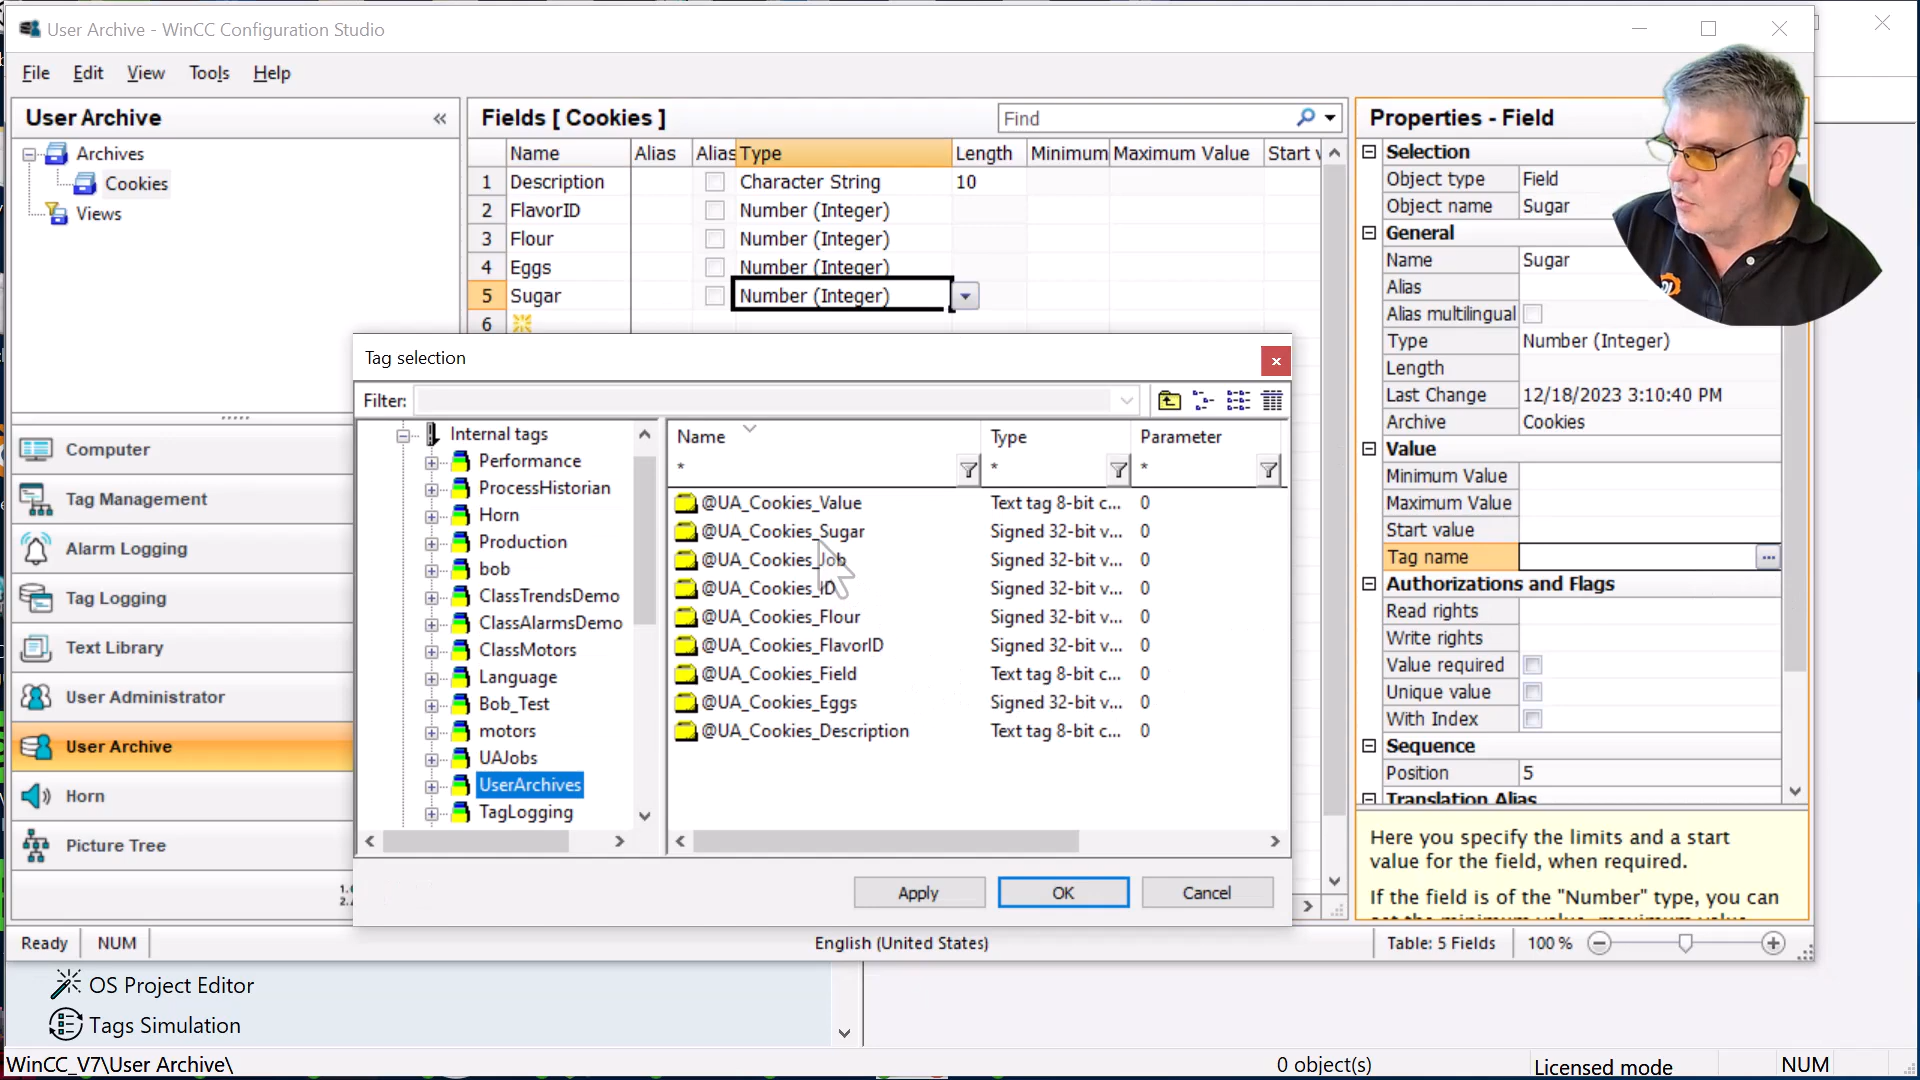 User Archive - WinCC Configuration Studio
File Edit View Tools Help
User Archive «
Archives
Cookies
Views
Computer
Tag Management
Alarm Logging
Tag Logging
Text Library
User Administrator
User Archive
Horn
Picture Tree
Fields [ Cookies ]
Find
Name Alias Alias Type Length Minimum Maximum Value Start
1 Description Character String 10
2 FlavorID Number (Integer)
3 Flour Number (Integer)
4 Eggs Number (Integer)
5 Sugar Number (Integer)
6
Tag selection
Filter:
Internal tags
Performance
ProcessHistorian
Horn
Production
bob
ClassTrendsDemo
ClassAlarmsDemo
ClassMotors
Language
Bob_Test
motors
UAJobs
UserArchives
TagLogging
Name Type Parameter
* * *
@UA_Cookies_Value Text tag 8-bit c... 0
@UA_Cookies_Sugar Signed 32-bit v... 0
@UA_Cookies_Job Signed 32-bit v... 0
@UA_Cookies_ID Signed 32-bit v... 0
@UA_Cookies_Flour Signed 32-bit v... 0
@UA_Cookies_FlavorID Signed 32-bit v... 0
@UA_Cookies_Field Text tag 8-bit c... 0
@UA_Cookies_Eggs Signed 32-bit v... 0
@UA_Cookies_Description Text tag 8-bit c... 0
Apply OK Cancel
Properties - Field
Selection
Object type Field
Object name Sugar
General
Name Sugar
Alias
Alias multilingual
Type Number (Integer)
Length
Last Change 12/18/2023 3:10:40 PM
Archive Cookies
Value
Minimum Value
Maximum Value
Start value
Tag name ...
Authorizations and Flags
Read rights
Write rights
Value required
Unique value
With Index
Sequence
Position 5
Translation Alias
Here you specify the limits and a start
value for the field, when required.
If the field is of the "Number" type, you can
Ready NUM English (United States) Table: 5 Fields 100 %
OS Project Editor
Tags Simulation
WinCC_V7\User Archive\ 0 object(s) Licensed mode NUM